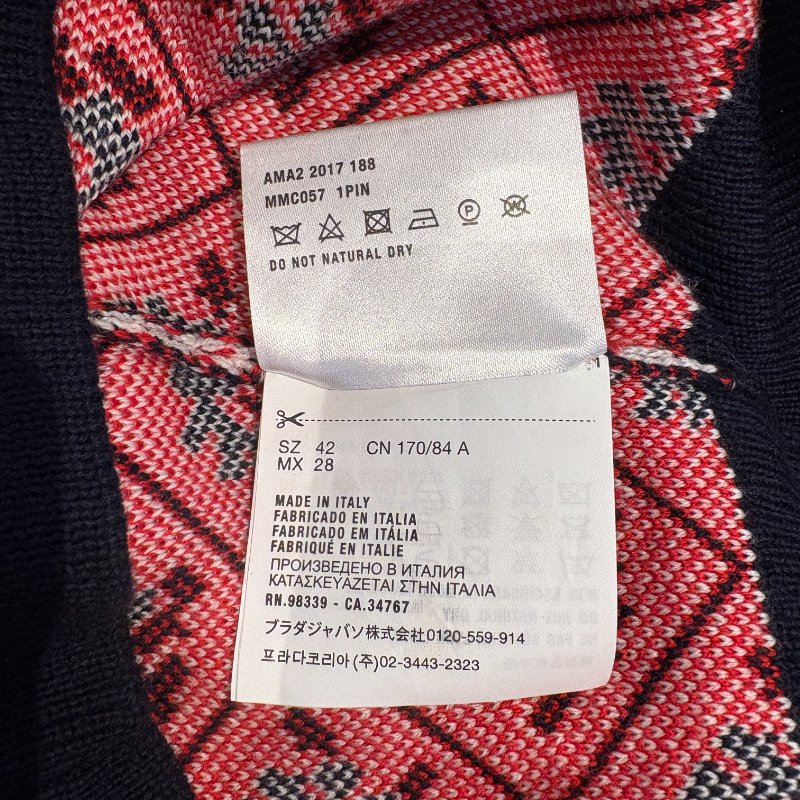 AMA2 2017 188
MMC057 1PIN
DO NOT NATURAL DRY
SZ 42 CN 170/84 A
MX 28
MADE IN ITALY
FABRICADO EN ITALIA
FABRICADO EM ITÁLIA
FABRIQUÉ EN ITALIE
ПРОИЗВЕДЕНО В ИТАЛИЯ
ΚΑΤΑΣΚΕΥΑΖΕΤΑΙ ΣΤΗΝ ΙΤΑΛΙΑ
RN.98339 - CA.34767
プラダジャパン株式会社0120-559-914
프라다코리아(주)02-3443-2323